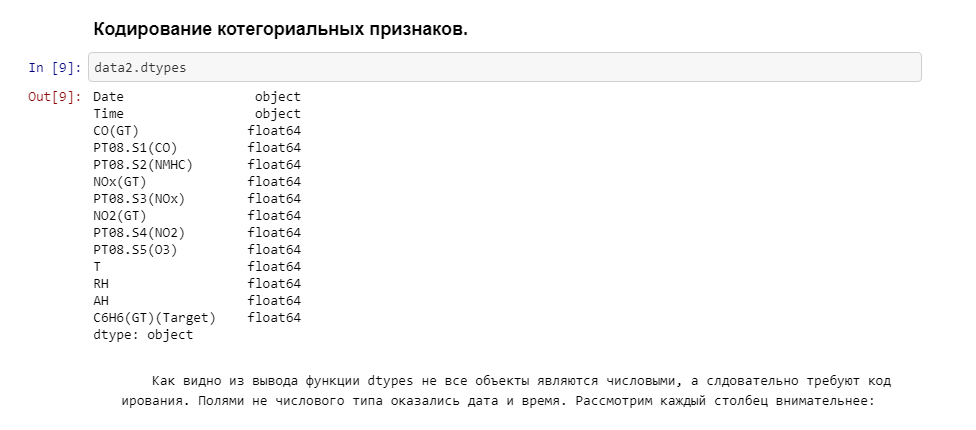 Кодирование котегориальных признаков.
In [9]: data2.dtypes
Out[9]: Date object
Time object
CO(GT) float64
PT08.S1(CO) float64
PT08.S2(NMHC) float64
NOx(GT) float64
PT08.S3(NOx) float64
NO2(GT) float64
PT08.S4(NO2) float64
PT08.S5(O3) float64
T float64
RH float64
AH float64
C6H6(GT)(Target) float64
dtype: object
Как видно из вывода функции dtypes не все объекты являются числовыми, а слдовательно требуют код
ирования. Полями не числового типа оказались дата и время. Рассмотрим каждый столбец внимательнее: